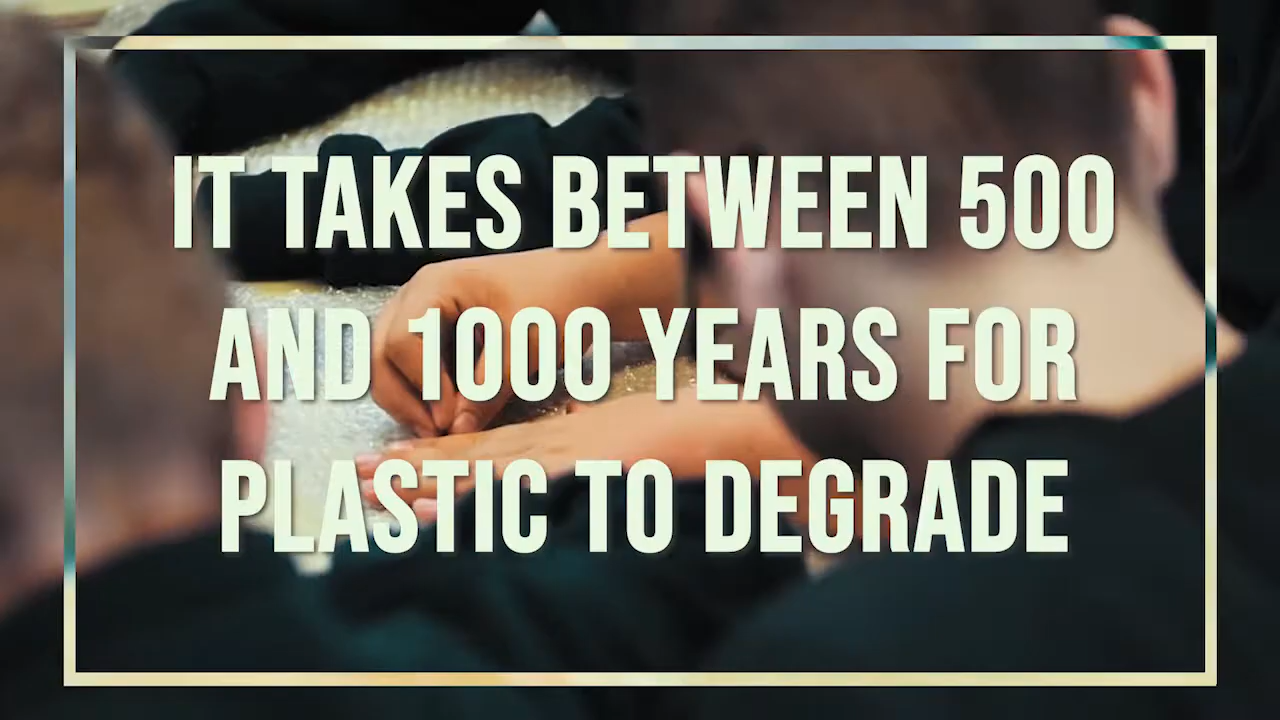 IT TAKES BETWEEN 500
AND 1000 YEARS FOR
PLASTIC TO DEGRADE